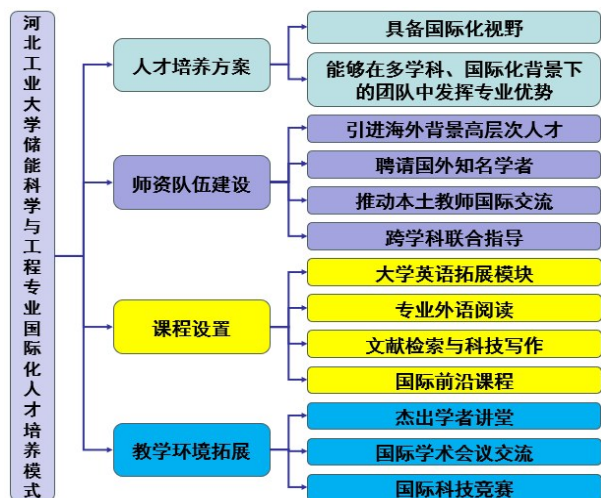 河北工业大学储能科学与工程专业国际化人才培养模式
人才培养方案
具备国际化视野
能够在多学科、国际化背景下
的团队中发挥专业优势
师资队伍建设
引进海外背景高层次人才
聘请国外知名学者
推动本土教师国际交流
跨学科联合指导
课程设置
大学英语拓展模块
专业外语阅读
文献检索与科技写作
国际前沿课程
教学环境拓展
杰出学者讲堂
国际学术会议交流
国际科技竞赛